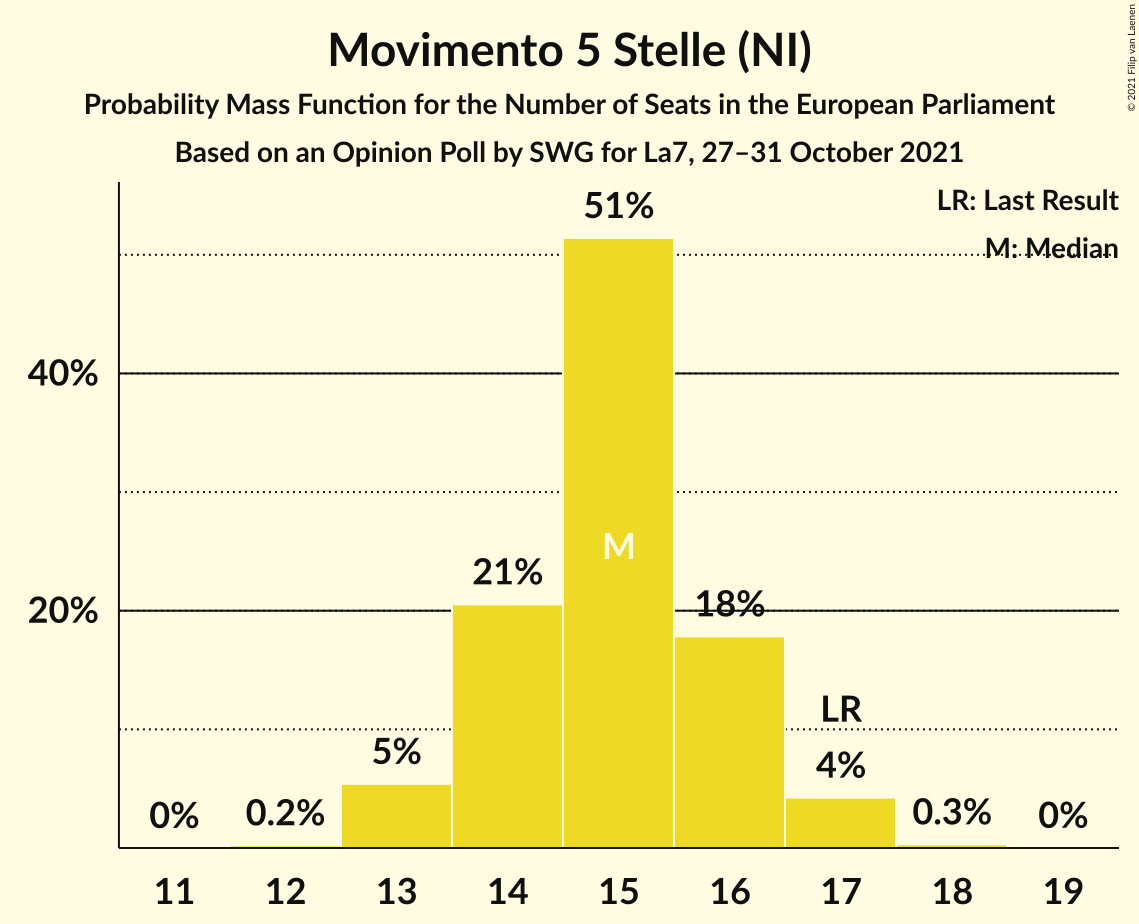 Movimento 5 Stelle (NI)
Probability Mass Function for the Number of Seats in the European Parliament
Based on an Opinion Poll by SWG for La7, 27–31 October 2021
© 2021 Filip van Laenen
LR: Last Result
M: Median
40%
20%
0%
0.2%
5%
21%
51%
M
18%
LR
4%
0.3%
0%
11 12 13 14 15 16 17 18 19